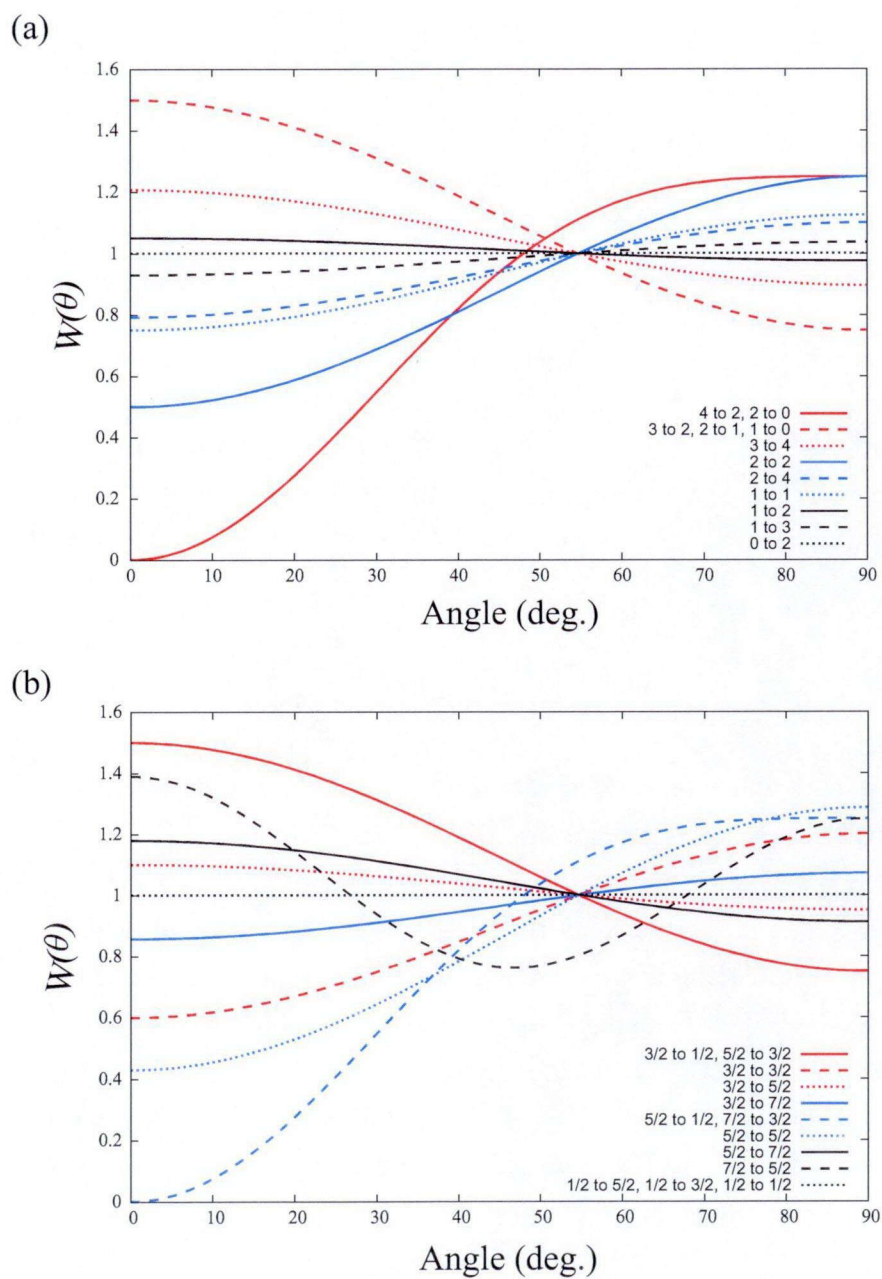 (a)
1.6
1.4
1.2
1
0.8
0.6
0.4
0.2
0
W(θ)
4 to 2, 2 to 0
3 to 2, 2 to 1, 1 to 0
3 to 4
2 to 2
2 to 4
1 to 1
1 to 2
1 to 3
0 to 2
0 10 20 30 40 50 60 70 80 90
Angle (deg.)
(b)
1.6
1.4
1.2
1
0.8
0.6
0.4
0.2
0
W(θ)
3/2 to 1/2, 5/2 to 3/2
3/2 to 3/2
3/2 to 5/2
3/2 to 7/2
5/2 to 1/2, 7/2 to 3/2
5/2 to 5/2
5/2 to 7/2
7/2 to 5/2
1/2 to 5/2, 1/2 to 3/2, 1/2 to 1/2
0 10 20 30 40 50 60 70 80 90
Angle (deg.)